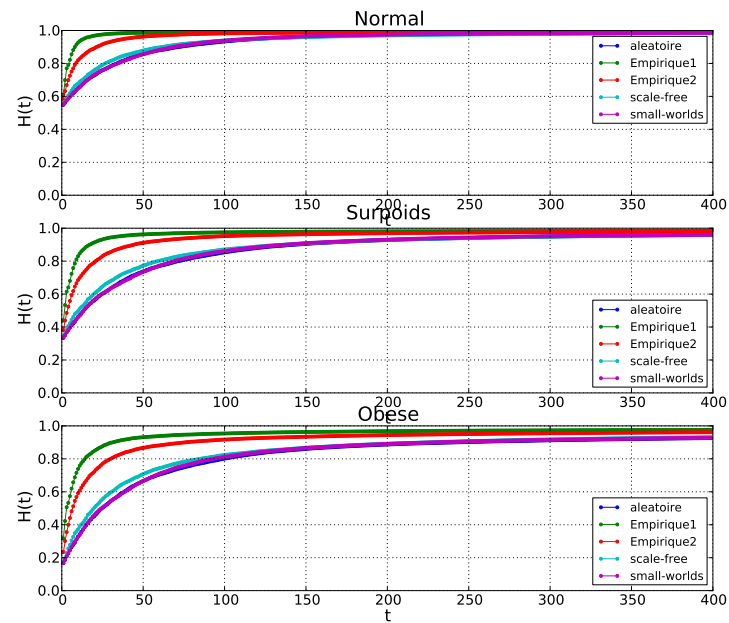 Normal
H(t)
1.0
0.8
0.6
0.4
0.2
0.0
aleatoire
Empirique1
Empirique2
scale-free
small-worlds
0 50 100 150 200 250 300 350 400
t
Surpoids
H(t)
1.0
0.8
0.6
0.4
0.2
0.0
aleatoire
Empirique1
Empirique2
scale-free
small-worlds
0 50 100 150 200 250 300 350 400
t
Obese
H(t)
1.0
0.8
0.6
0.4
0.2
0.0
aleatoire
Empirique1
Empirique2
scale-free
small-worlds
0 50 100 150 200 250 300 350 400
t